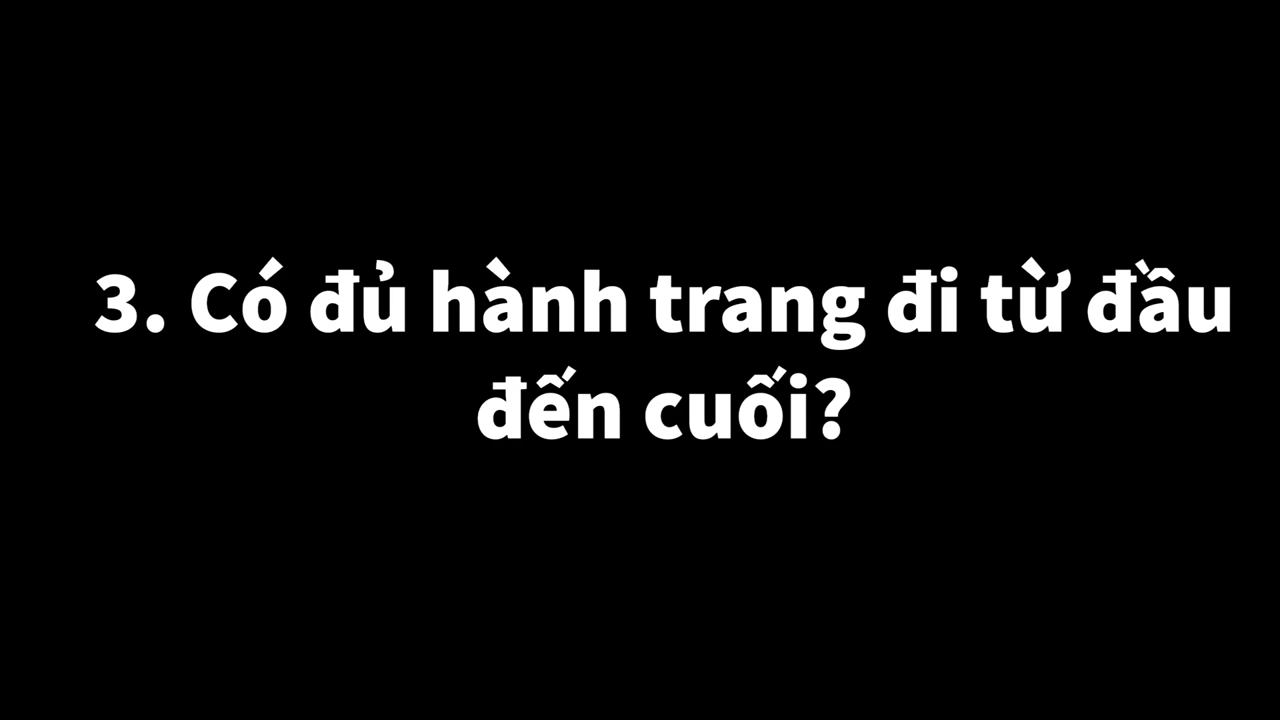 3. Có đủ hành trang đi từ đầu
đến cuối?